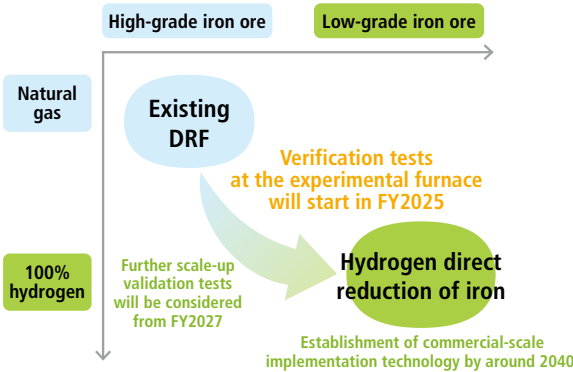 High-grade iron ore
Low-grade iron ore
Natural
gas
Existing
DRF
Verification tests
at the experimental furnace
will start in FY2025
100%
hydrogen
Further scale-up
validation tests
will be considered
from FY2027
Hydrogen direct
reduction of iron
Establishment of commercial-scale
implementation technology by around 2040